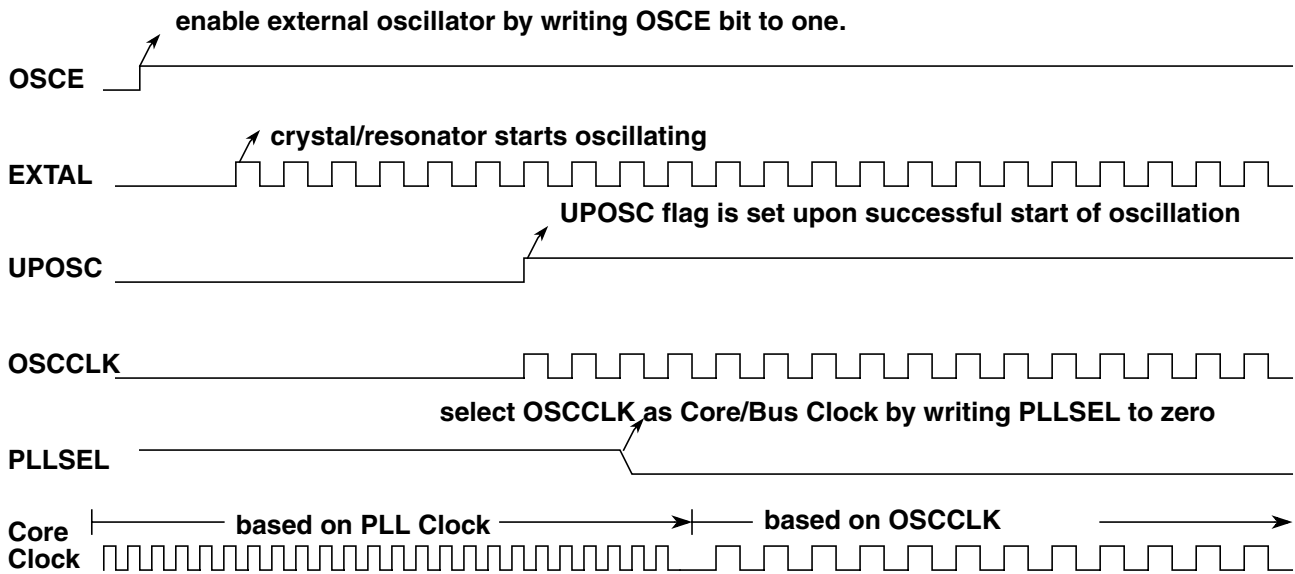 enable external oscillator by writing OSCE bit to one.
OSCE
crystal/resonator starts oscillating
EXTAL
UPOSC flag is set upon successful start of oscillation
UPOSC
OSCCLK
select OSCCLK as Core/Bus Clock by writing PLLSEL to zero
PLLSEL
based on PLL Clock
based on OSCCLK
Core
Clock